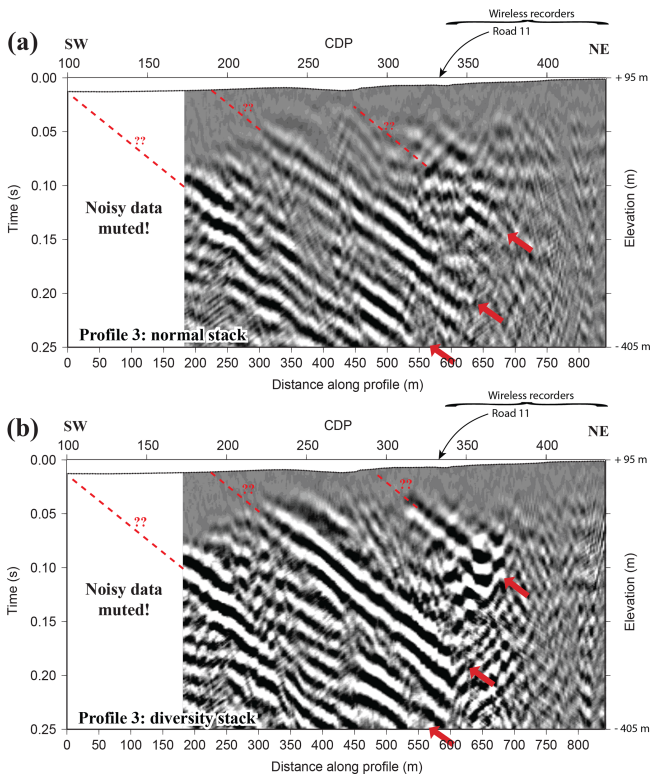 Wireless recorders
(a)
SW
CDP
Road 11
NE
100 150 200 250 300 350 400
0.00
0.05
0.10
0.15
0.20
0.25
Time (s)
+ 95 m
Elevation (m)
- 405 m
??
??
??
Noisy data
muted!
Profile 3: normal stack
0 50 100 150 200 250 300 350 400 450 500 550 600 650 700 750 800
Distance along profile (m)
Wireless recorders
(b)
SW
CDP
Road 11
NE
100 150 200 250 300 350 400
0.00
0.05
0.10
0.15
0.20
0.25
Time (s)
+ 95 m
Elevation (m)
- 405 m
??
??
??
Noisy data
muted!
Profile 3: diversity stack
0 50 100 150 200 250 300 350 400 450 500 550 600 650 700 750 800
Distance along profile (m)